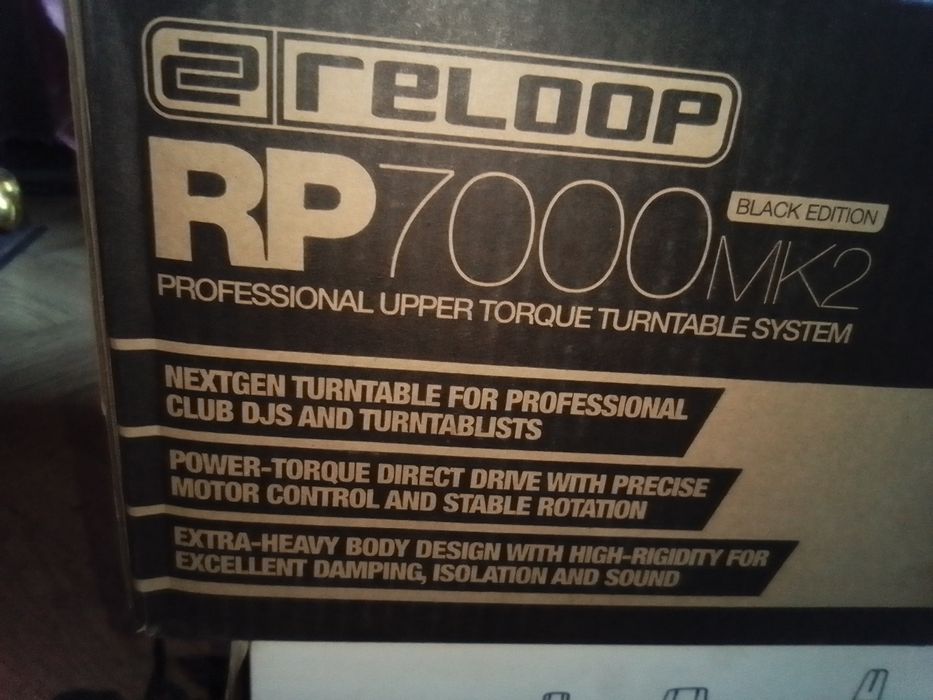 reLOOP
RP7000MK2 BLACK EDITION
PROFESSIONAL UPPER TORQUE TURNTABLE SYSTEM
NEXTGEN TURNTABLE FOR PROFESSIONAL
CLUB DJS AND TURNTABLISTS
POWER-TORQUE DIRECT DRIVE WITH PRECISE
MOTOR CONTROL AND STABLE ROTATION
EXTRA-HEAVY BODY DESIGN WITH HIGH-RIGIDITY FOR
EXCELLENT DAMPING, ISOLATION AND SOUND